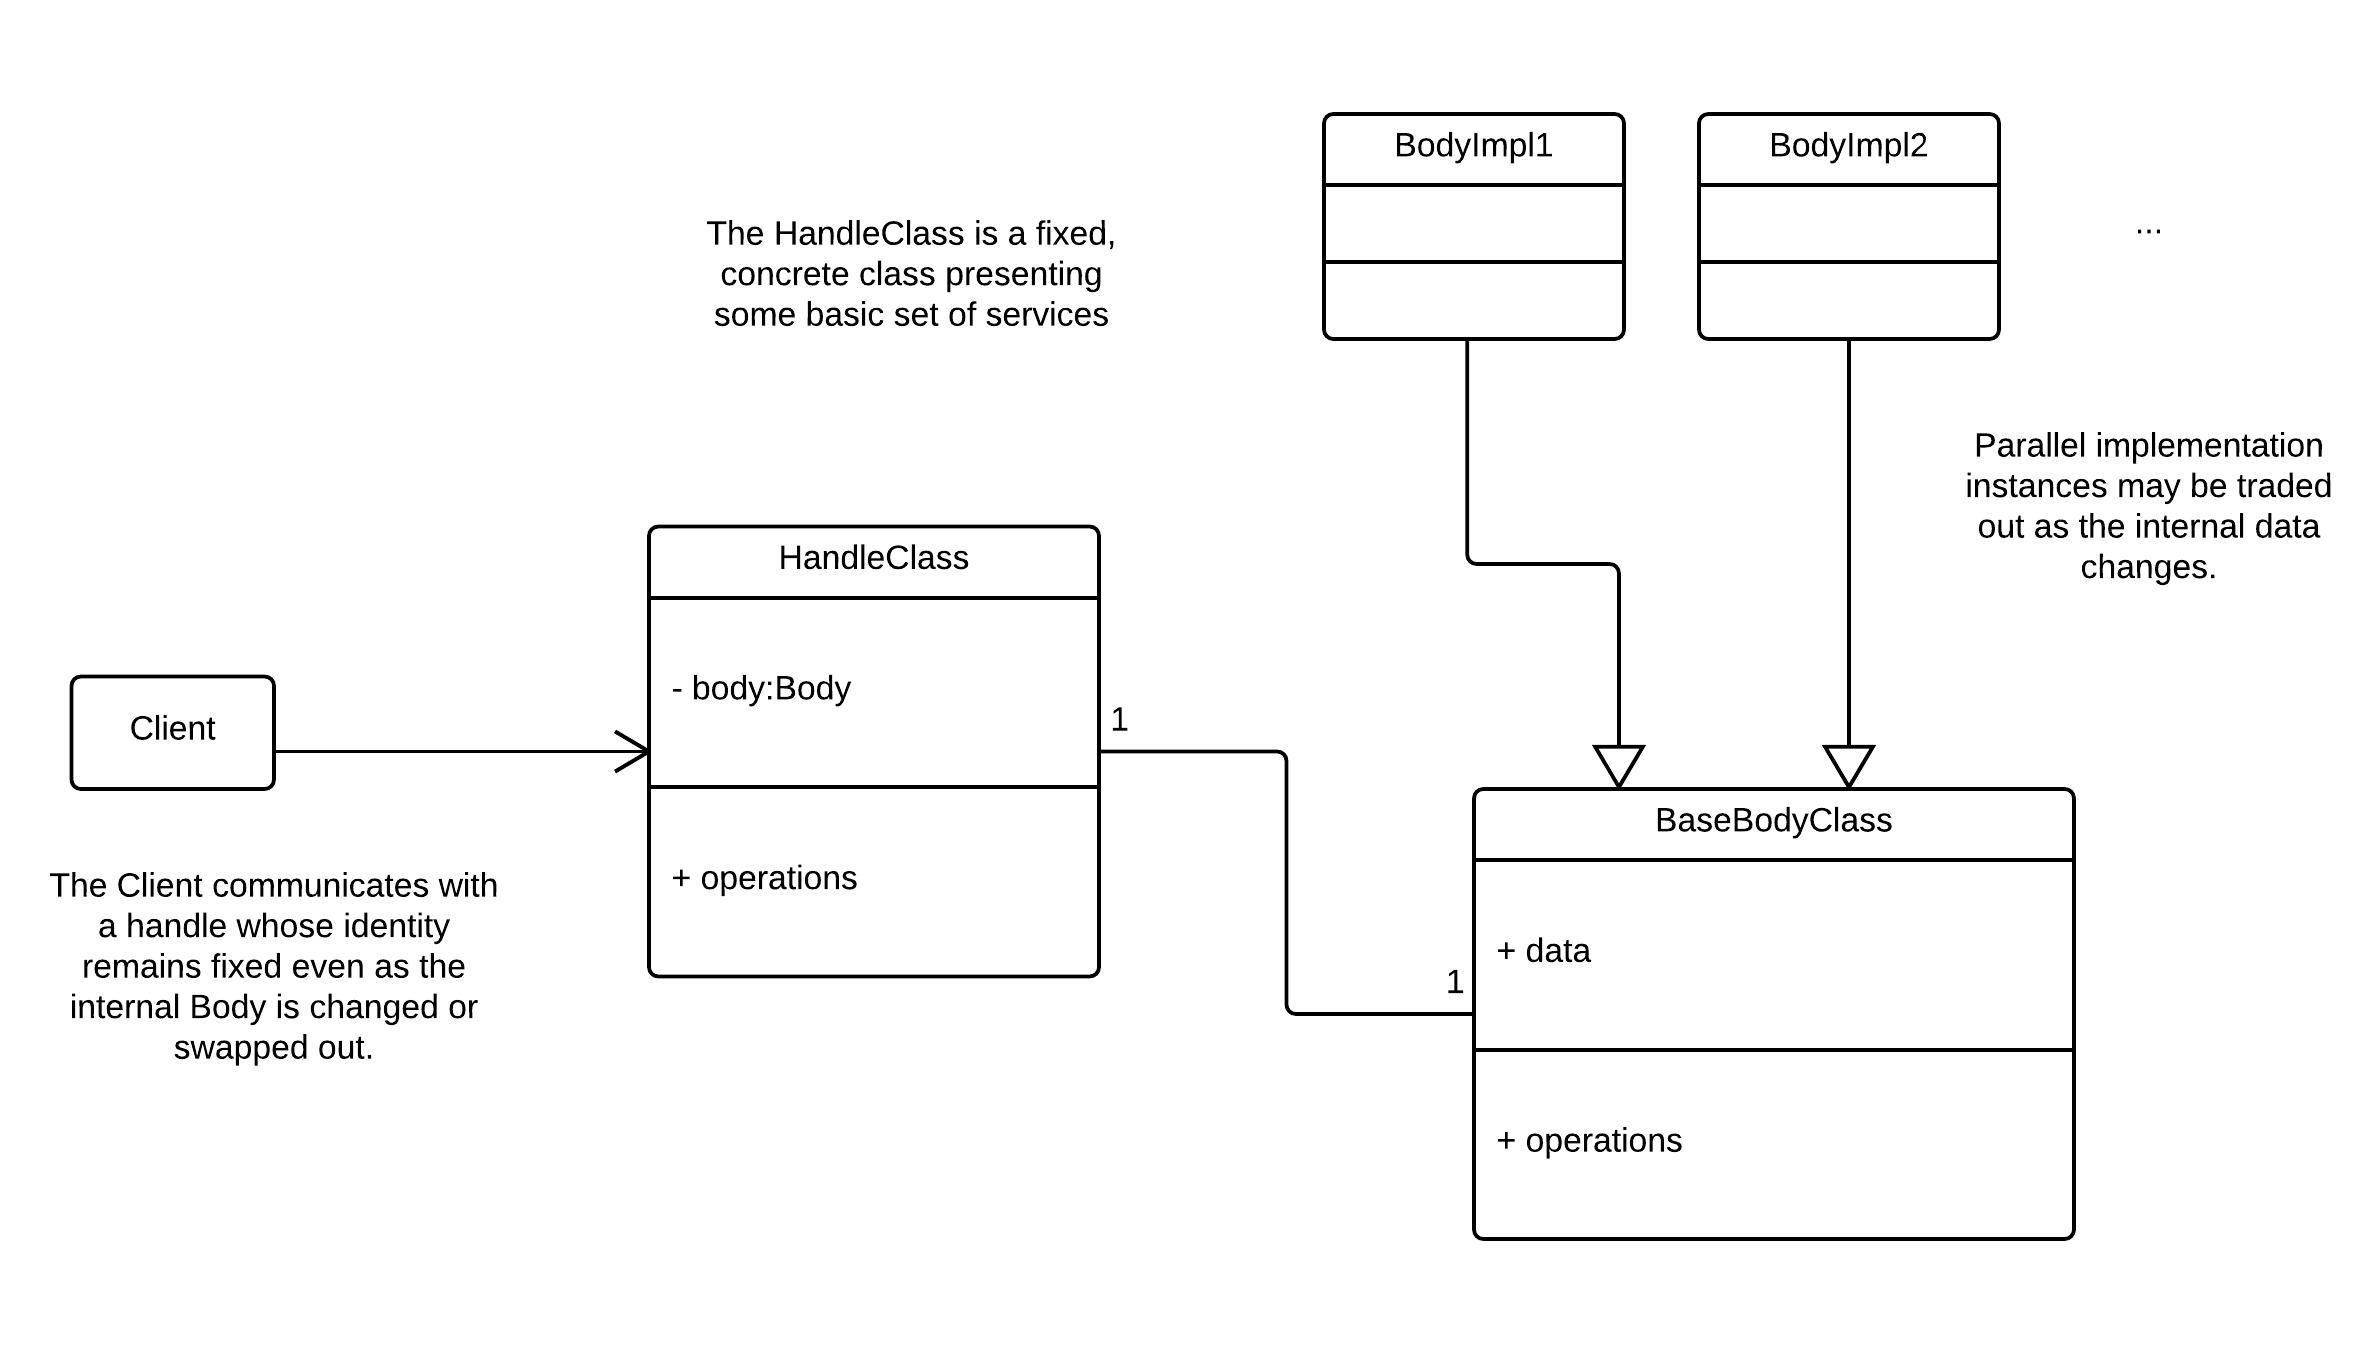 BodyImpl1
BodyImpl2
...
The HandleClass is a fixed,
concrete class presenting
some basic set of services
Parallel implementation
instances may be traded
out as the internal data
changes.
HandleClass
- body:Body
+ operations
1
Client
The Client communicates with
a handle whose identity
remains fixed even as the
internal Body is changed or
swapped out.
BaseBodyClass
+ data
1
+ operations